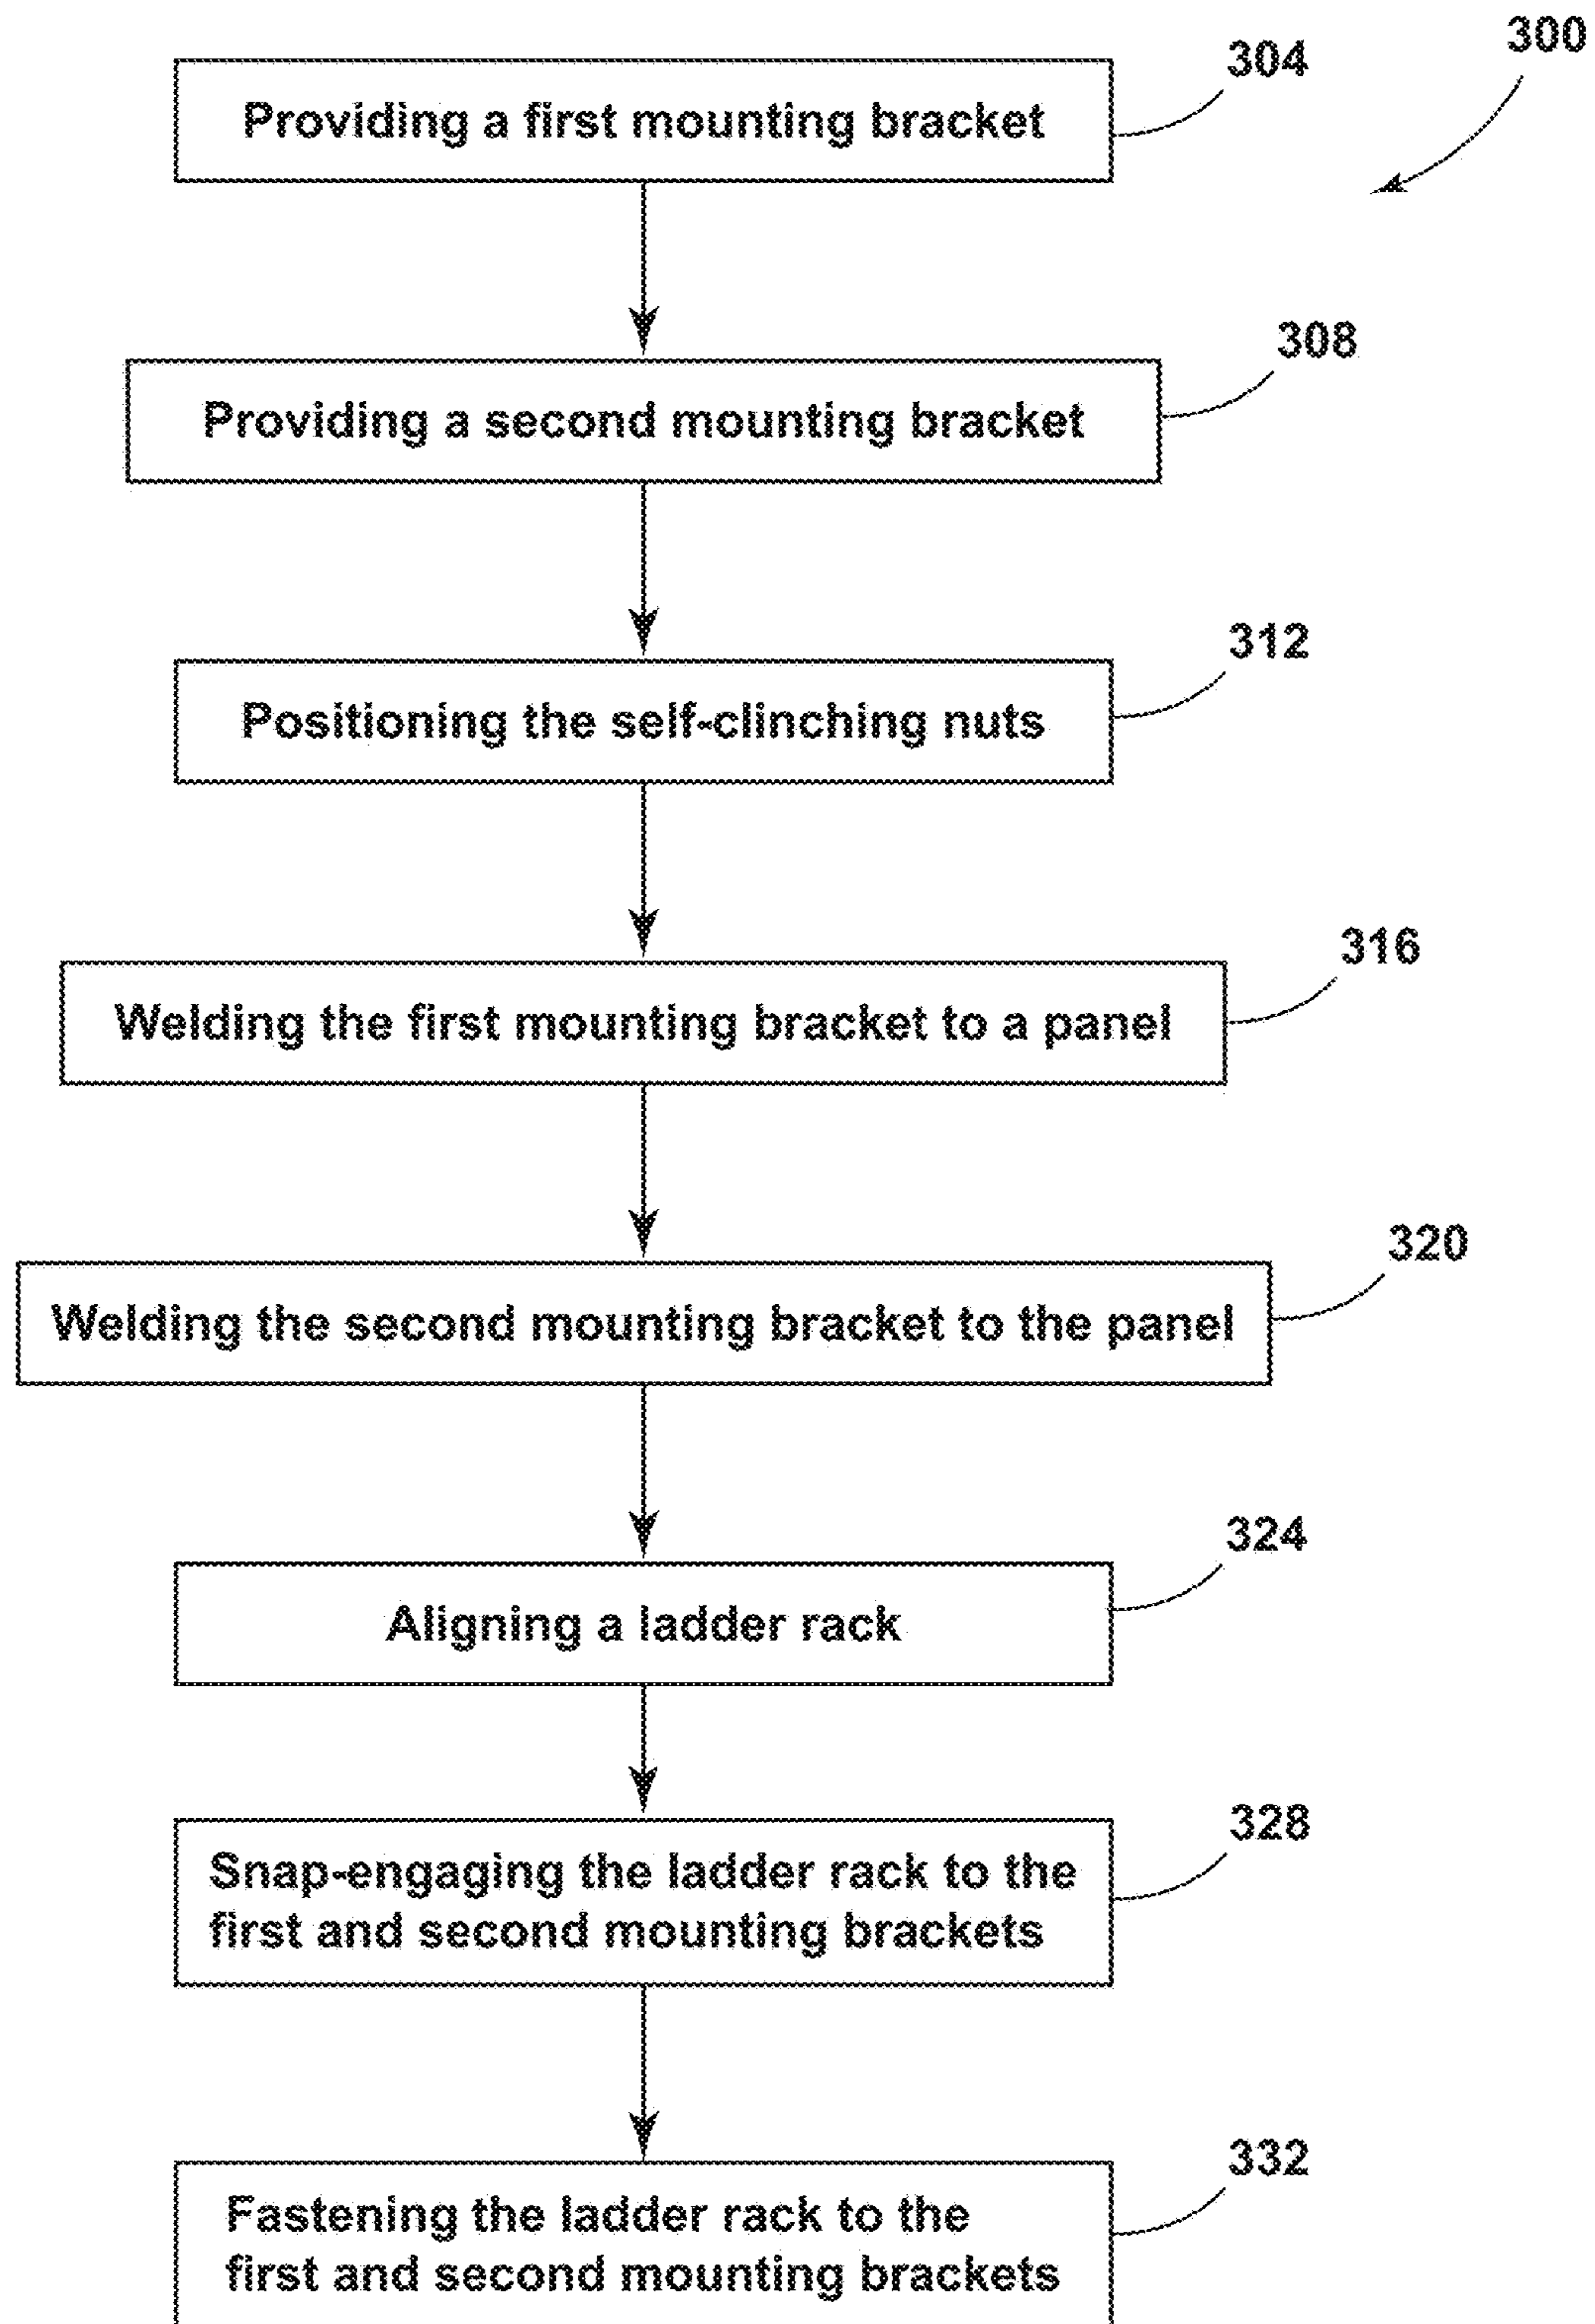 300
304
Providing a first mounting bracket
308
Providing a second mounting bracket
312
Positioning the self-clinching nuts
316
Welding the first mounting bracket to a panel
320
Welding the second mounting bracket to the panel
324
Aligning a ladder rack
328
Snap-engaging the ladder rack to the
first and second mounting brackets
332
Fastening the ladder rack to the
first and second mounting brackets